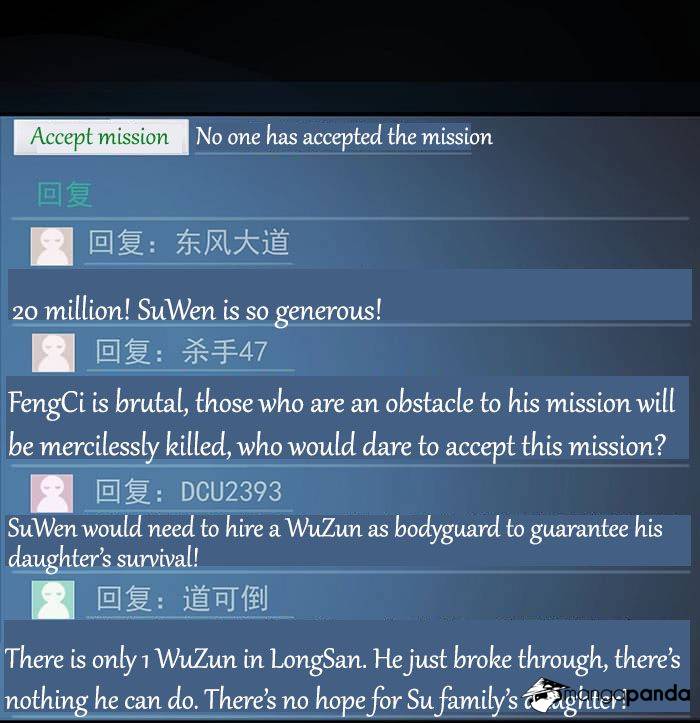 Accept mission No one has accepted the mission
回复
回复：东风大道
20 million! SuWen is so generous!
回复：杀手47
FengCi is brutal, those who are an obstacle to his mission will
be mercilessly killed, who would dare to accept this mission?
回复：DCU2393
SuWen would need to hire a WuZun as bodyguard to guarantee his
daughter's survival!
回复：道可倒
There is only 1 WuZun in LongSan. He just broke through, there's
nothing he can do. There's no hope for Su family's daughter!
mangapanda